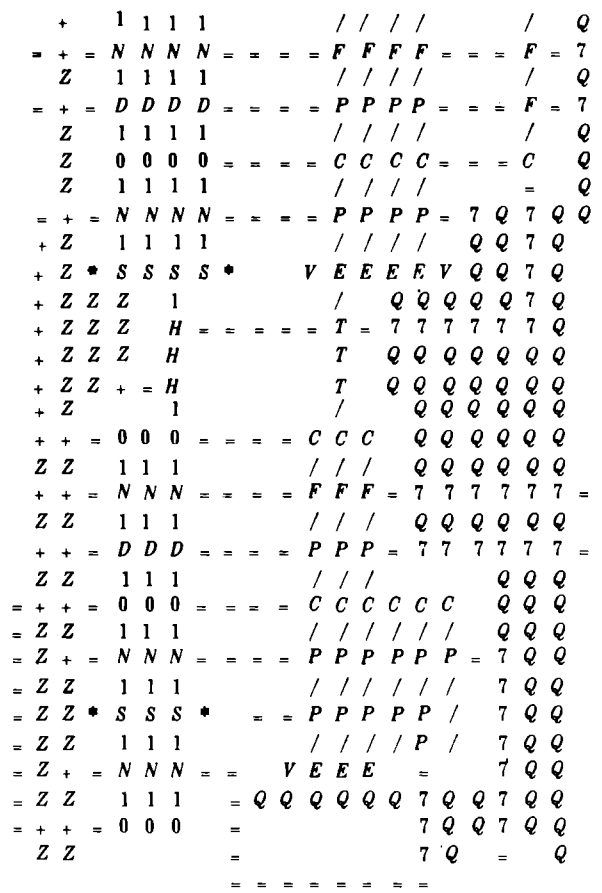 + 1 1 1 1 / / / / / Q
= + = N N N N = = = = F F F F = = = F = 7
Z 1 1 1 1 / / / / / Q
= + = D D D D = = = = P P P P = = = F = 7
Z 1 1 1 1 / / / / / Q
Z 0 0 0 0 = = = = C C C C = = = C Q
Z 1 1 1 1 / / / / = Q
= + = N N N N = = = = P P P P = 7 Q 7 Q Q
+ Z 1 1 1 1 / / / / Q Q 7 Q
+ Z * S S S S * V E E E E V Q Q 7 Q
+ Z Z Z 1 / Q Q Q Q Q 7 Q
+ Z Z Z H = = = = = T = 7 7 7 7 7 7 Q
+ Z Z Z H T Q Q Q Q Q Q Q
+ Z Z + = H T Q Q Q Q Q Q Q
+ Z 1 / Q Q Q Q Q Q
+ + = 0 0 0 = = = = C C C Q Q Q Q Q Q
Z Z 1 1 1 / / / Q Q Q Q Q Q
+ + = N N N = = = = F F F = 7 7 7 7 7 7 =
Z Z 1 1 1 / / / Q Q Q Q Q Q
+ + = D D D = = = = P P P = 7 7 7 7 7 7 =
Z Z 1 1 1 / / / Q Q Q
= + + = 0 0 0 = = = = C C C C C C Q Q Q
= Z Z 1 1 1 / / / / / / Q Q Q
= Z + = N N N = = = = P P P P P P = 7 Q Q
= Z Z 1 1 1 / / / / / / 7 Q Q
= Z Z * S S S * = = P P P P P / 7 Q Q
= Z Z 1 1 1 / / / / P / 7 Q Q
= Z + = N N N = = V E E E = 7 Q Q
= Z Z 1 1 1 = Q Q Q Q Q Q 7 Q Q 7 Q Q
= + + = 0 0 0 = 7 Q Q 7 Q Q
Z Z = 7 Q = Q
= = = = = = = =